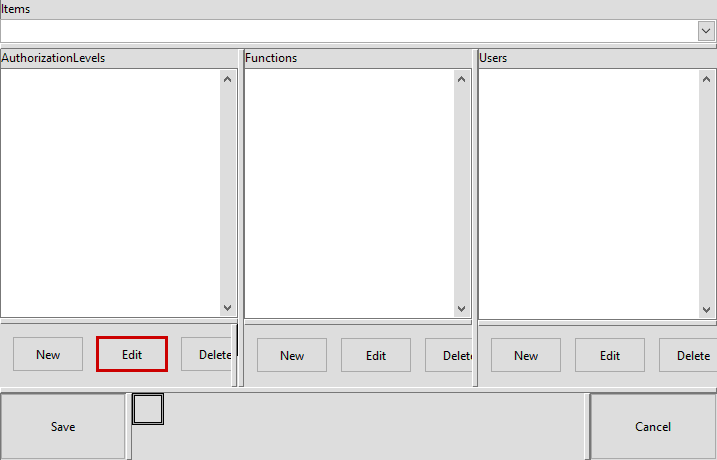 Items
AuthorizationLevels
Functions
Users
New
Edit
Delete
New
Edit
Delete
New
Edit
Delete
Save
Cancel